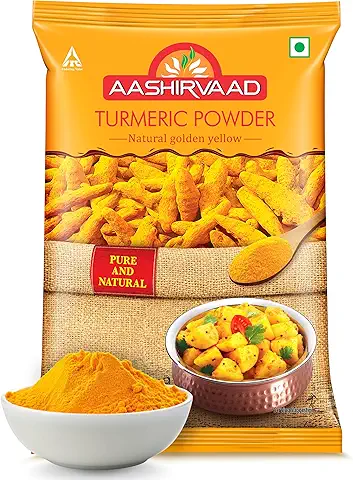 AASHIRVAAD
TURMERIC POWDER
Natural golden yellow
PURE
AND
NATURAL